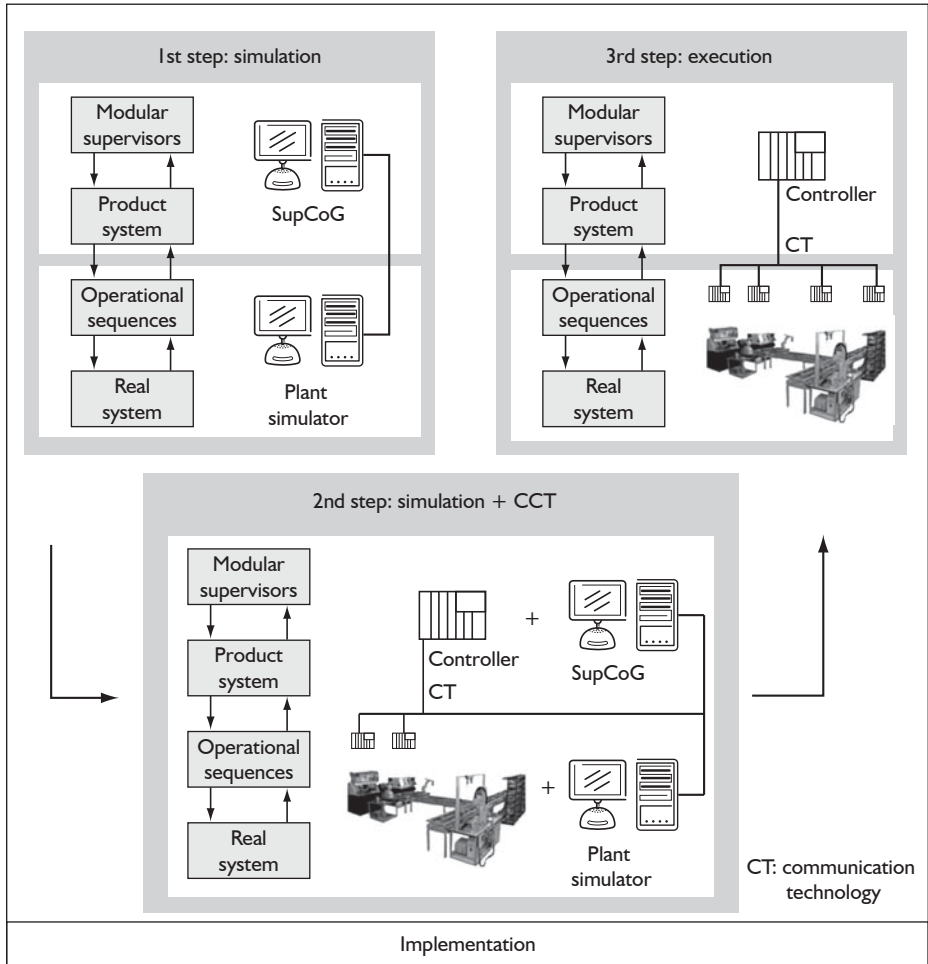 1st step: simulation
Modular
supervisors
Product
system
Operational
sequences
Real
system
SupCoG
Plant
simulator
3rd step: execution
Modular
supervisors
Product
system
Operational
sequences
Real
system
Controller
CT
2nd step: simulation + CCT
Modular
supervisors
Product
system
Operational
sequences
Real
system
Controller
+
SupCoG
CT
+
Plant
simulator
CT: communication
technology
Implementation